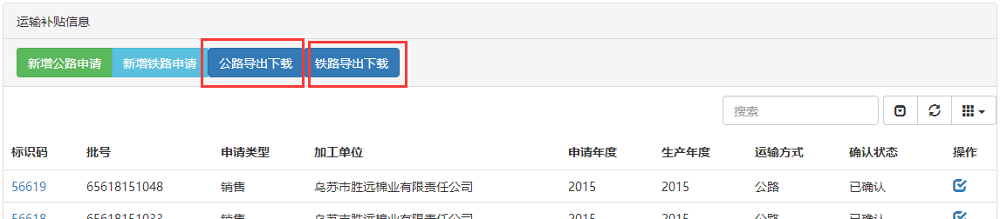 运输补贴信息
新增公路申请 新增铁路申请 公路导出下载 铁路导出下载
搜索
标识码 批号 申请类型 加工单位 申请年度 生产年度 运输方式 确认状态 操作
56619 65618151048 销售 乌苏市胜远棉业有限责任公司 2015 2015 公路 已确认
56618 65618151033 销售 乌苏市胜远棉业有限责任公司 2015 2015 公路 已确认